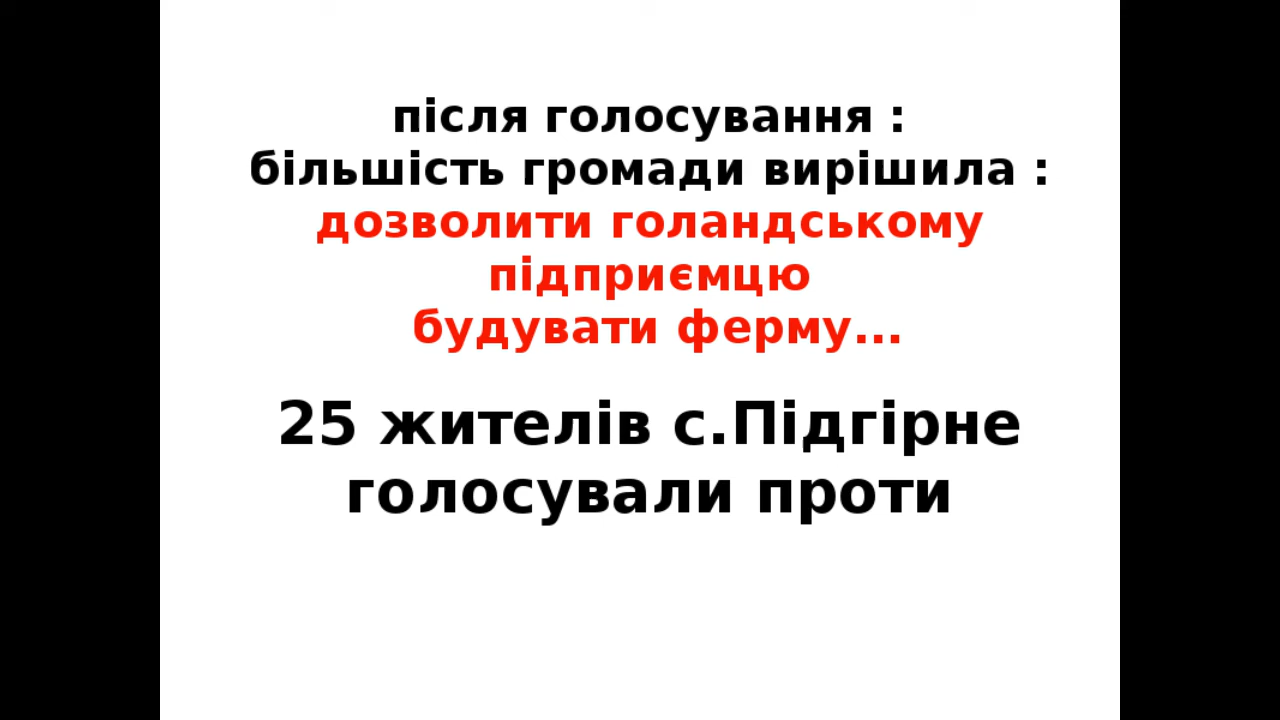 після голосування :
більшість громади вирішила :
дозволити голандському
підприємцю
будувати ферму...
25 жителів с.Підгірне
голосували проти